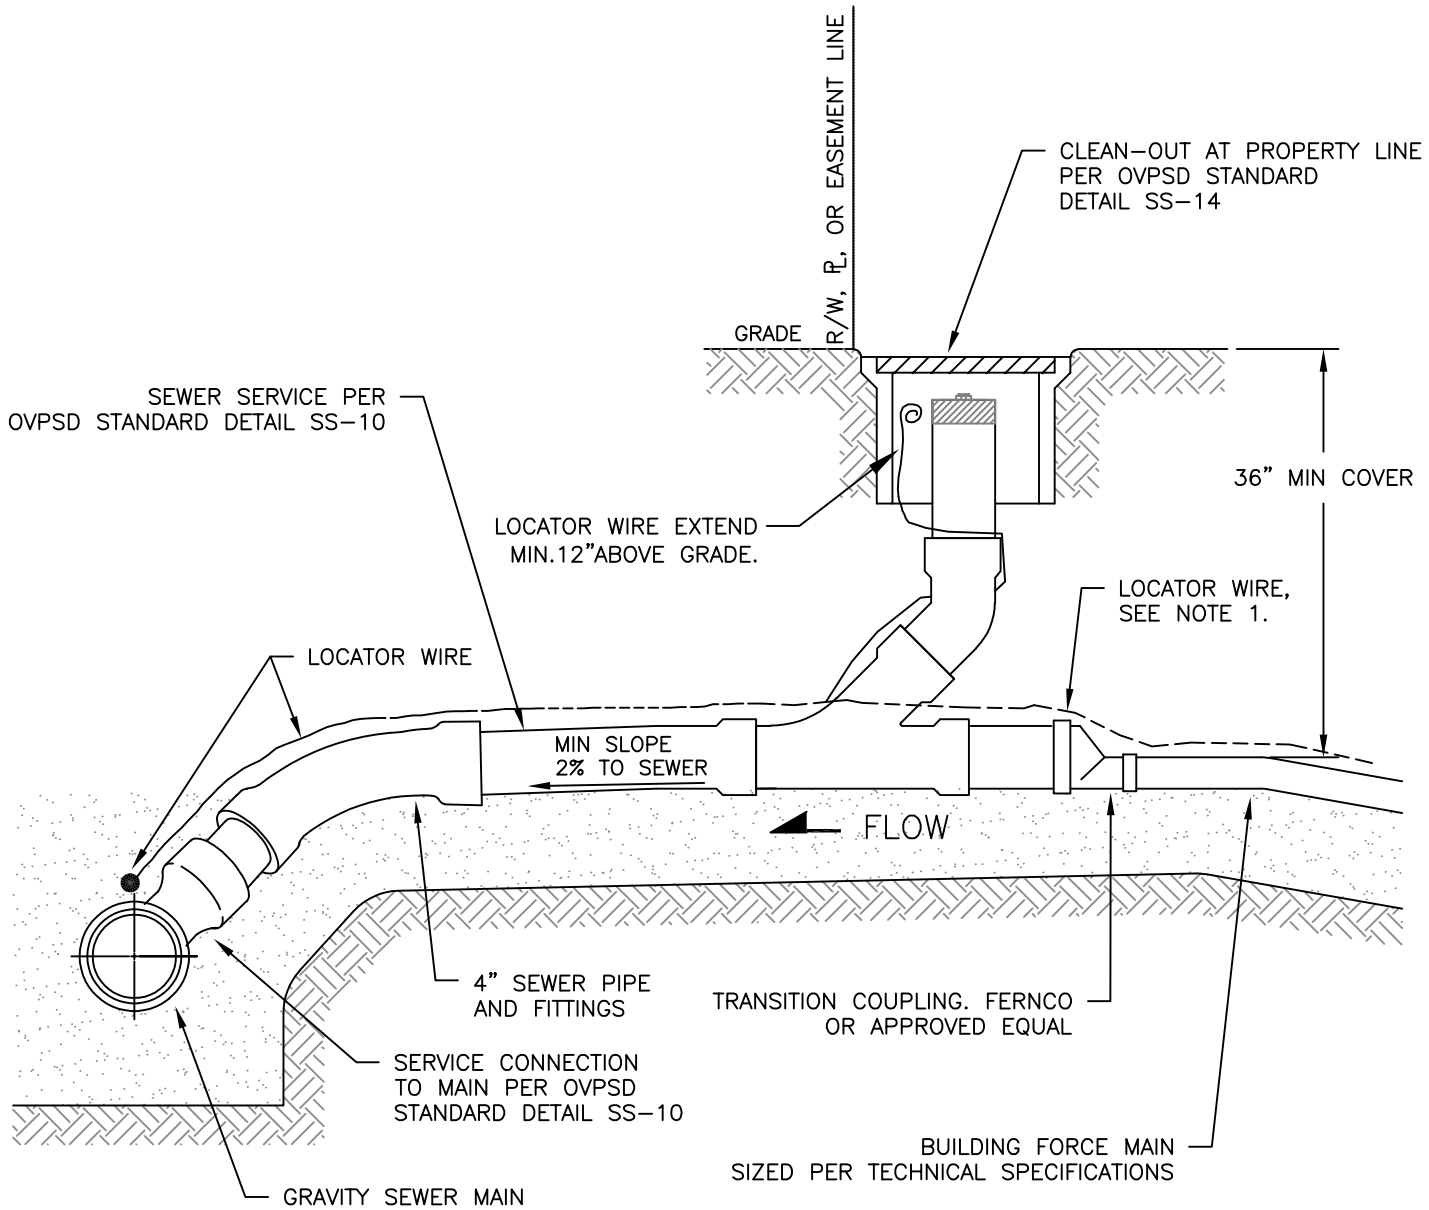 R/W, PL, OR EASEMENT LINE
CLEAN-OUT AT PROPERTY LINE
PER OVPSD STANDARD
DETAIL SS-14
GRADE
SEWER SERVICE PER
OVPSD STANDARD DETAIL SS-10
36" MIN COVER
LOCATOR WIRE EXTEND
MIN.12"ABOVE GRADE.
LOCATOR WIRE,
SEE NOTE 1.
LOCATOR WIRE
MIN SLOPE
2% TO SEWER
FLOW
4" SEWER PIPE
AND FITTINGS
TRANSITION COUPLING. FERNCO
OR APPROVED EQUAL
SERVICE CONNECTION
TO MAIN PER OVPSD
STANDARD DETAIL SS-10
BUILDING FORCE MAIN
SIZED PER TECHNICAL SPECIFICATIONS
GRAVITY SEWER MAIN